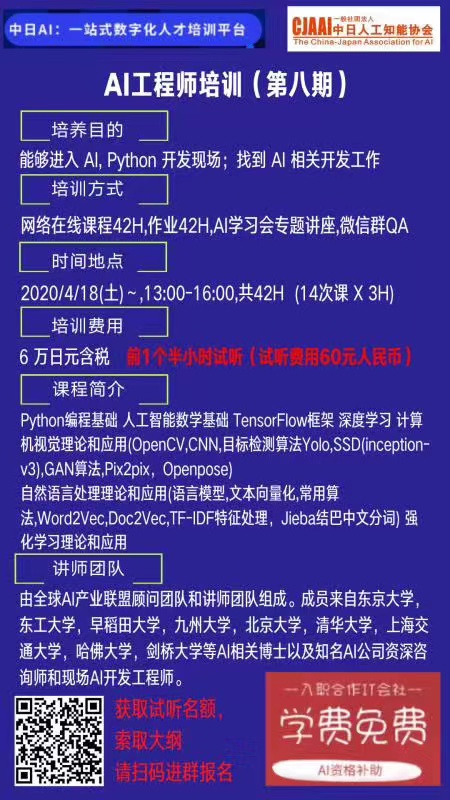 中日AI：一站式数字化人才培训平台
CJAAI 一般社团法人
中日人工知能协会
The China-Japan Association for AI
AI工程师培训（第八期）
培养目的
能够进入 AI, Python 开发现场；找到 AI 相关开发工作
培训方式
网络在线课程42H,作业42H,AI学习会专题讲座,微信群QA
时间地点
2020/4/18(土)～,13:00-16:00,共42H (14次课 X 3H)
培训费用
6 万日元含税 前1个半小时试听（试听费用60元人民币）
课程简介
Python编程基础 人工智能数学基础 TensorFlow框架 深度学习 计算
机视觉理论和应用(OpenCV,CNN,目标检测算法Yolo,SSD(inception-
v3),GAN算法,Pix2pix，Openpose)
自然语言处理理论和应用(语言模型,文本向量化,常用算
法,Word2Vec,Doc2Vec,TF-IDF特征处理，Jieba结巴中文分词) 强
化学习理论和应用
讲师团队
由全球AI产业联盟顾问团队和讲师团队组成。成员来自东京大学，
东工大学，早稻田大学，九州大学，北京大学，清华大学，上海交
通大学，哈佛大学，剑桥大学等AI相关博士以及知名AI公司资深咨
询师和现场AI开发工程师。
获取试听名额，
索取大纲
请扫码进群报名
入职合作IT会社
学费免费
AI资格补助